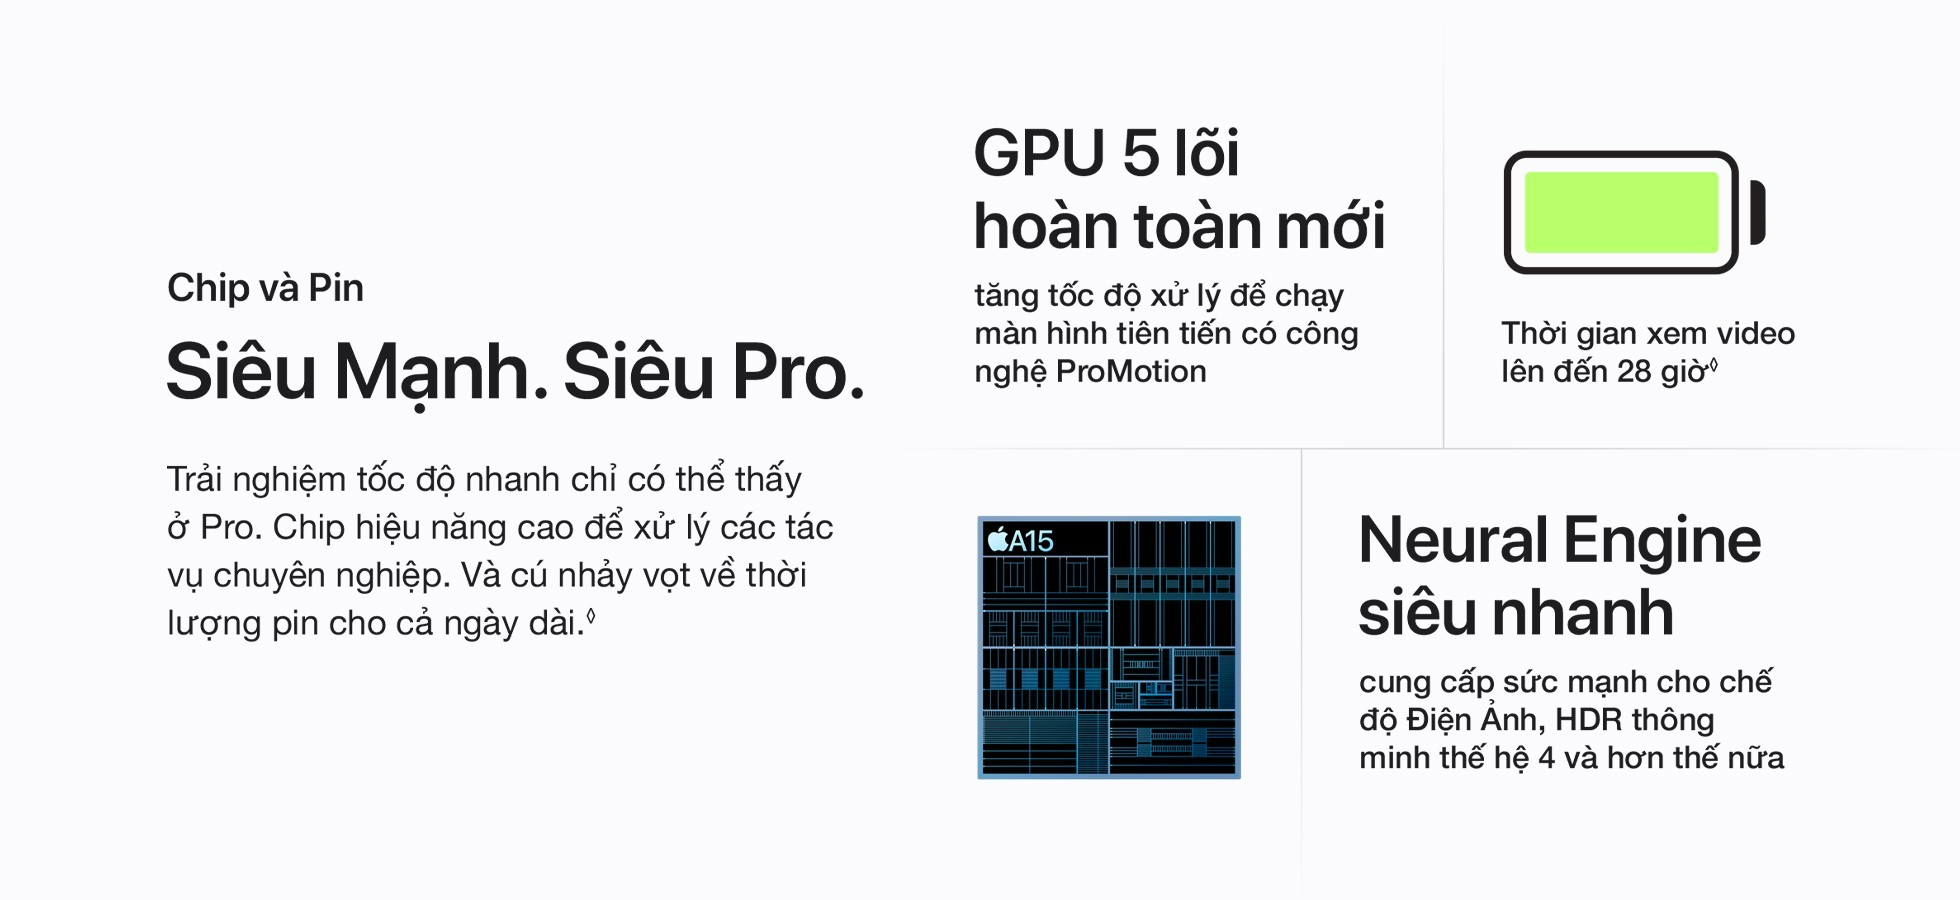 Chip và Pin
Siêu Mạnh. Siêu Pro.
Trải nghiệm tốc độ nhanh chỉ có thể thấy
ở Pro. Chip hiệu năng cao để xử lý các tác
vụ chuyên nghiệp. Và cú nhảy vọt về thời
lượng pin cho cả ngày dài.◊
GPU 5 lõi
hoàn toàn mới
tăng tốc độ xử lý để chạy
màn hình tiên tiến có công
nghệ ProMotion
Thời gian xem video
lên đến 28 giờ◊
A15
Neural Engine
siêu nhanh
cung cấp sức mạnh cho chế
độ Điện Ảnh, HDR thông
minh thế hệ 4 và hơn thế nữa